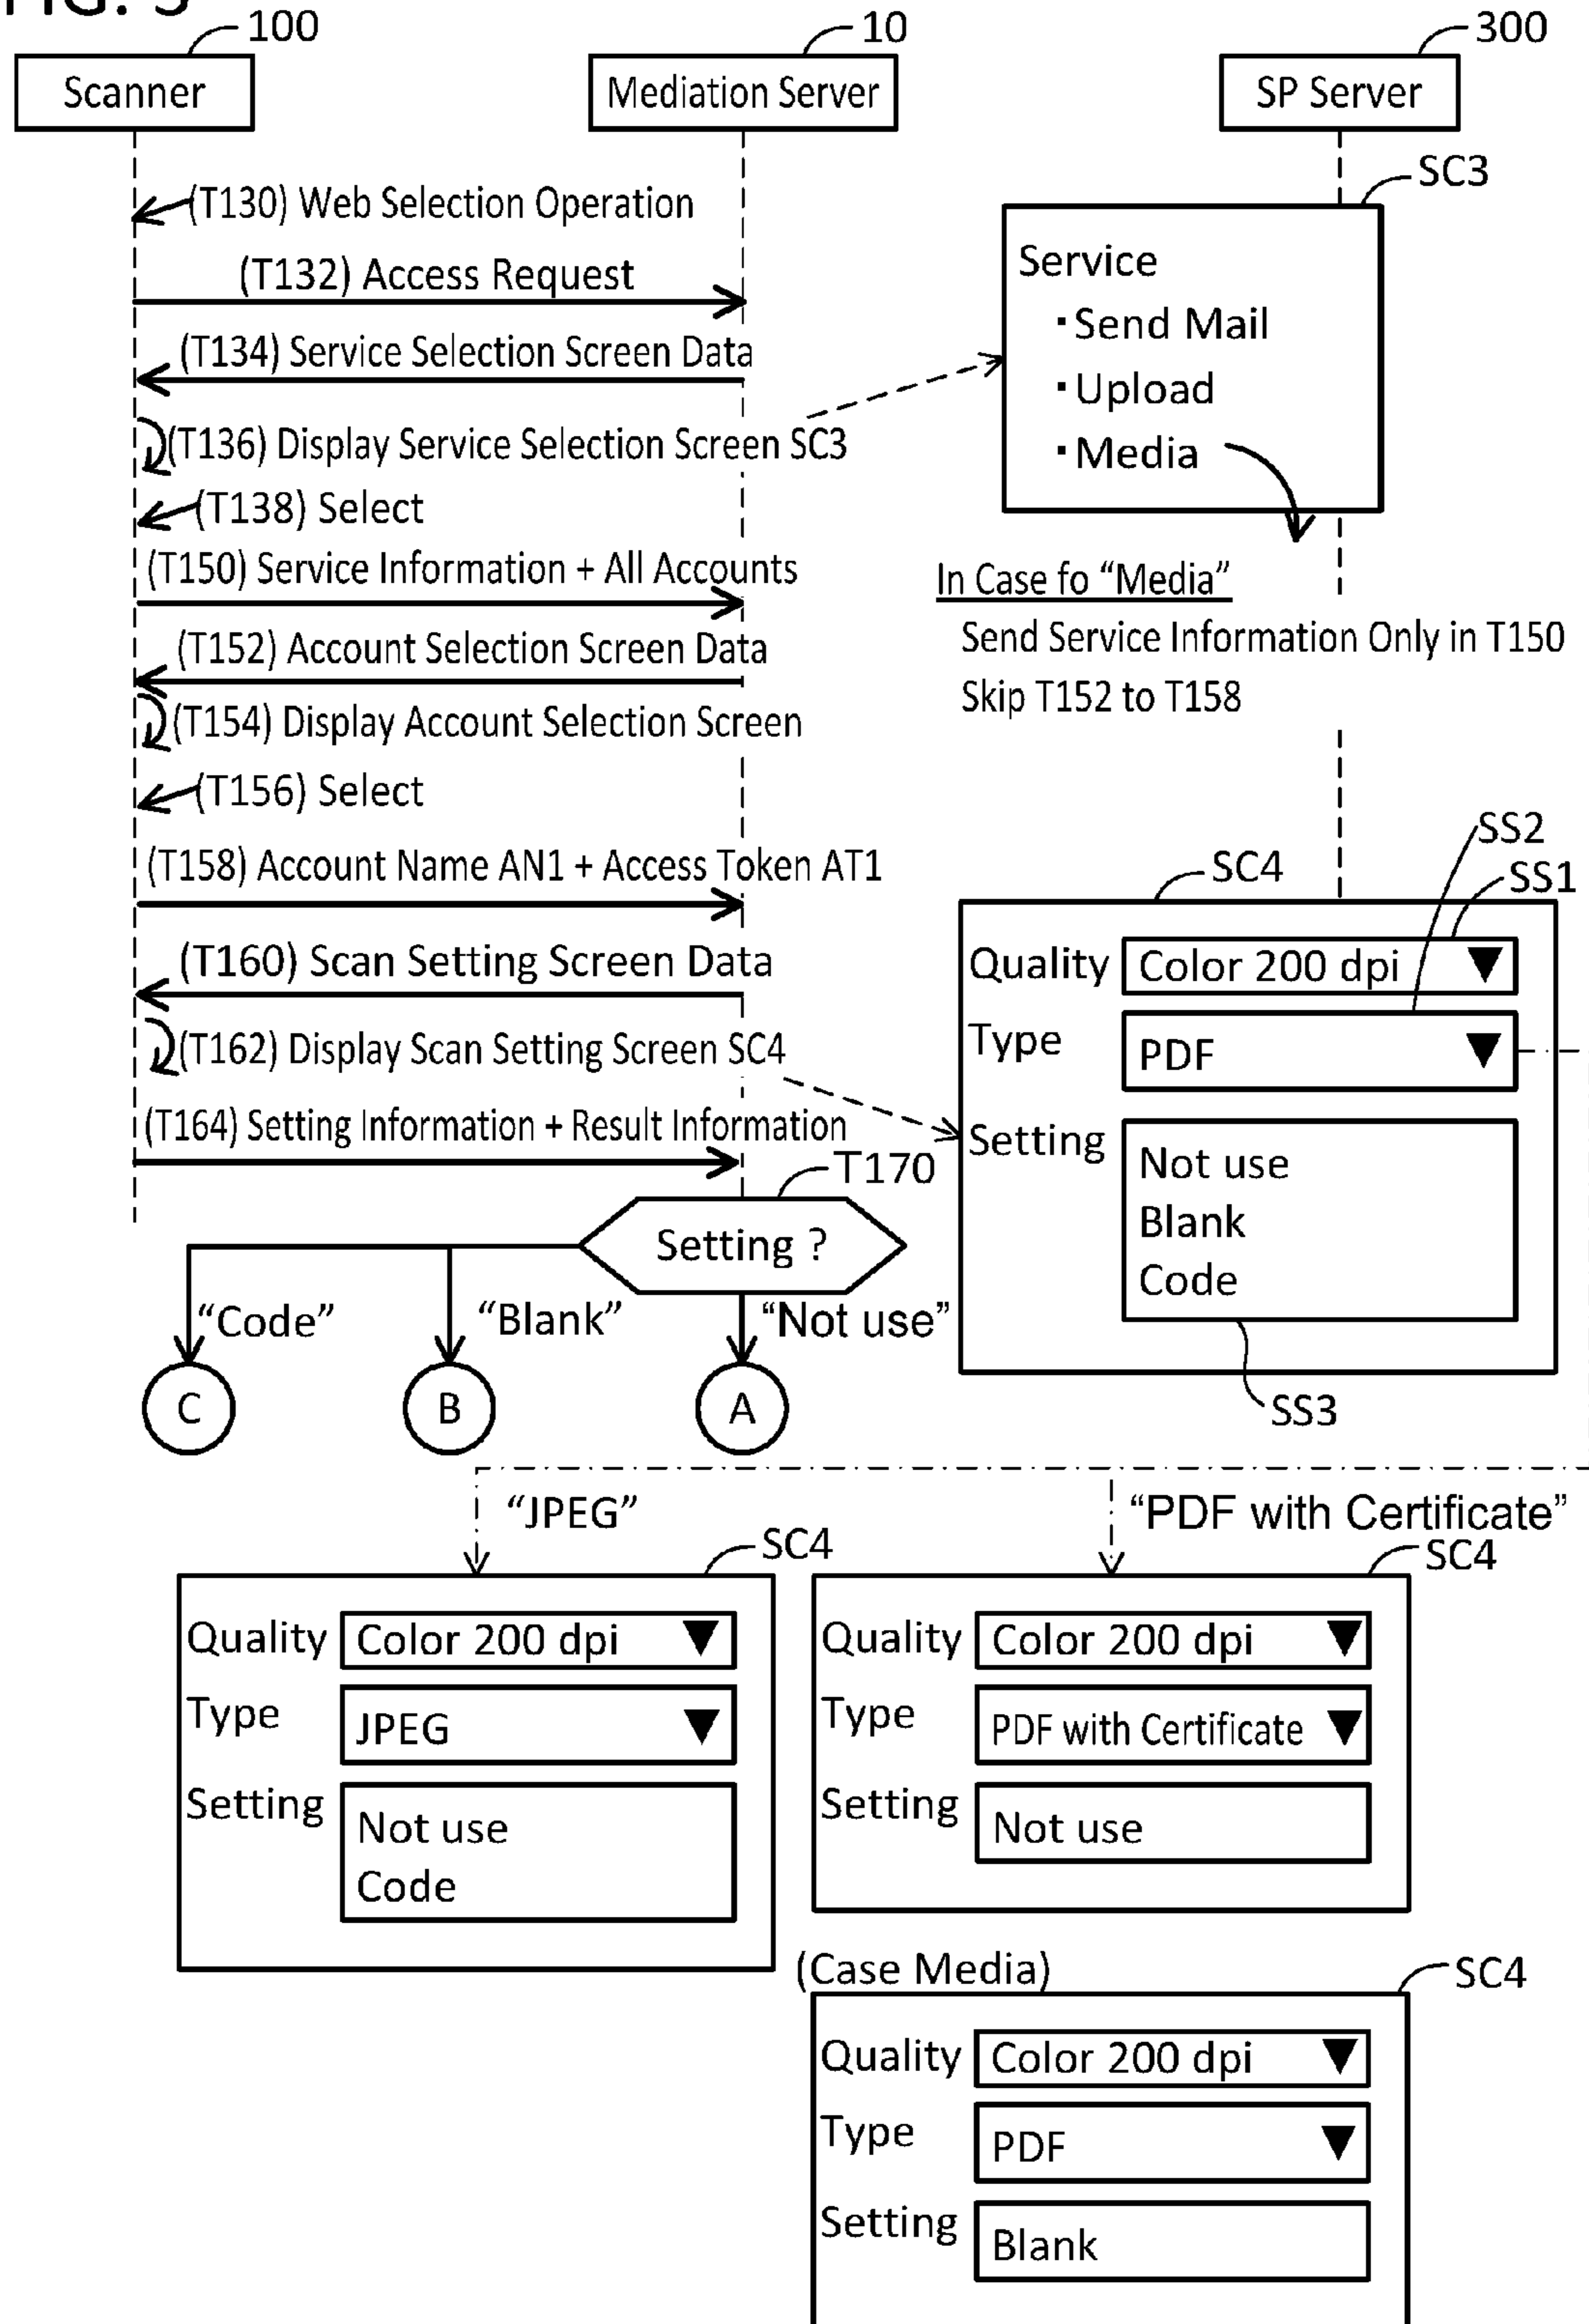 FIG.
100
10
300
Scanner
Mediation Server
SP Server
SC3
(T130) Web Selection Operation
(T132) Access Request
(T134) Service Selection Screen Data
(T136) Display Service Selection Screen SC3
(T138) Select
(T150) Service Information + All Accounts
(T152) Account Selection Screen Data
(T154) Display Account Selection Screen
(T156) Select
(T158) Account Name AN1 + Access Token AT1
(T160) Scan Setting Screen Data
(T162) Display Scan Setting Screen SC4
(T164) Setting Information + Result Information
T170
Setting ?
“Code”
“Blank”
“Not use”
C
B
A
Service
・Send Mail
・Upload
・Media
In Case fo “Media”
Send Service Information Only in T150
Skip T152 to T158
SS2
SC4
SS1
Quality Color 200 dpi ▼
Type PDF ▼
Setting Not use
Blank
Code
SS3
“JPEG”
SC4
Quality Color 200 dpi ▼
Type JPEG ▼
Setting Not use
Code
“PDF with Certificate”
SC4
Quality Color 200 dpi ▼
Type PDF with Certificate ▼
Setting Not use
(Case Media)
SC4
Quality Color 200 dpi ▼
Type PDF ▼
Setting Blank